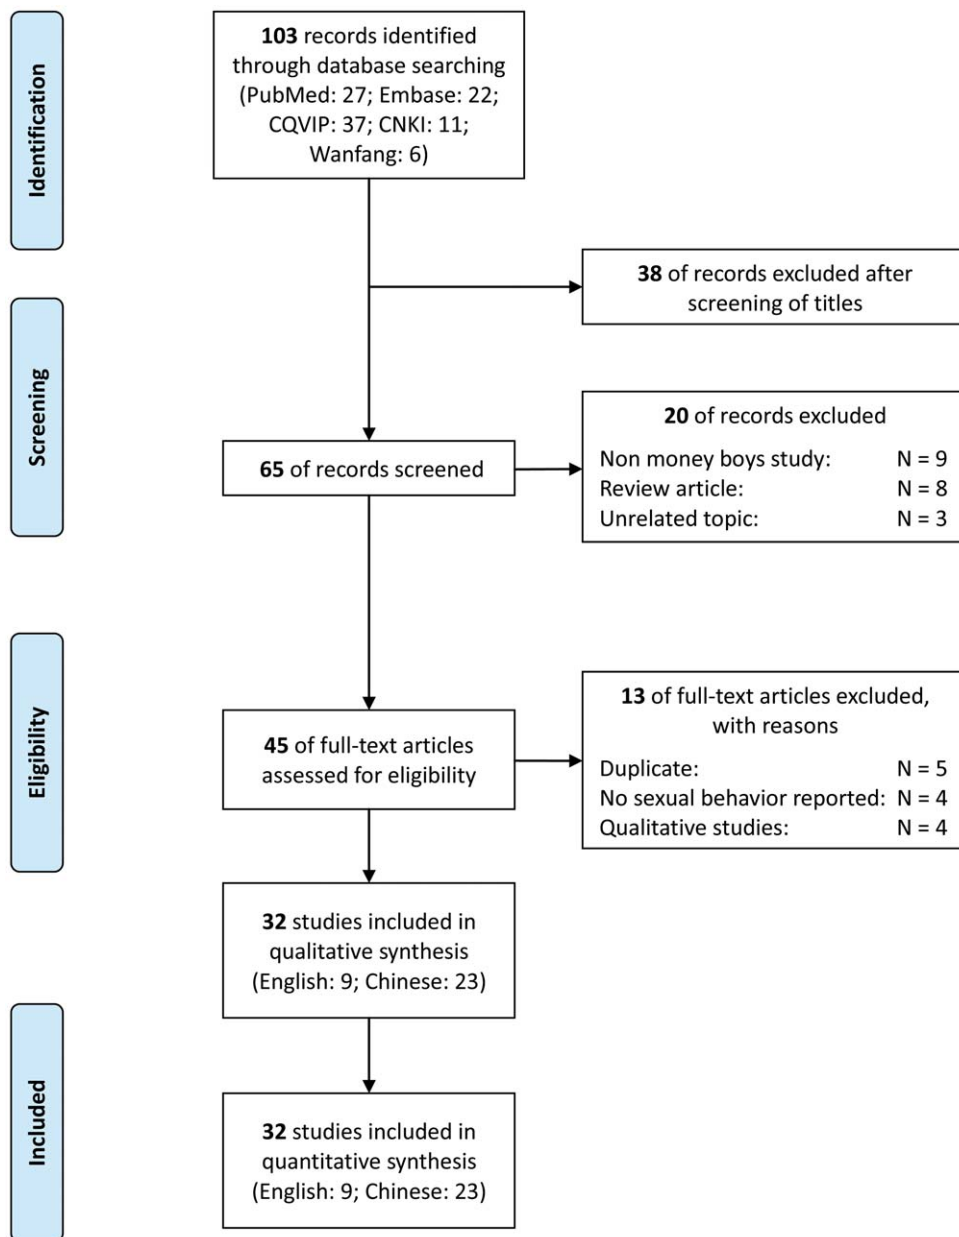 Identification
103 records identified
through database searching
(PubMed: 27; Embase: 22;
CQVIP: 37; CNKI: 11;
Wanfang: 6)
38 of records excluded after
screening of titles
Screening
65 of records screened
20 of records excluded
Non money boys study: N = 9
Review article: N = 8
Unrelated topic: N = 3
Eligibility
45 of full-text articles
assessed for eligibility
13 of full-text articles excluded,
with reasons
Duplicate: N = 5
No sexual behavior reported: N = 4
Qualitative studies: N = 4
32 studies included in
qualitative synthesis
(English: 9; Chinese: 23)
Included
32 studies included in
quantitative synthesis
(English: 9; Chinese: 23)